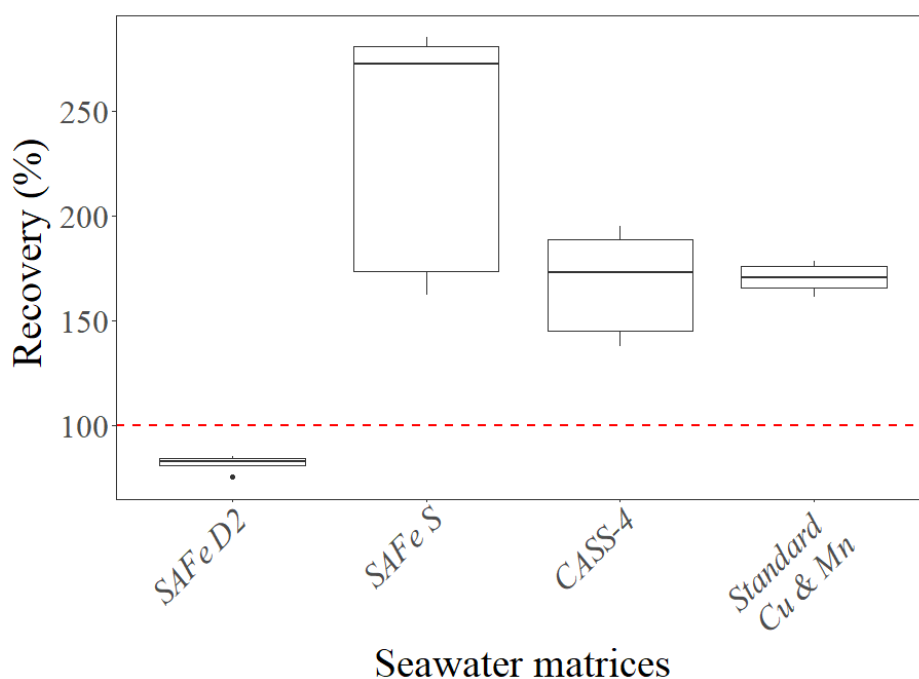 Recovery (%)
250
200
150
100
SAFe D2
SAFe S
CASS-4
Standard
Cu & Mn
Seawater matrices